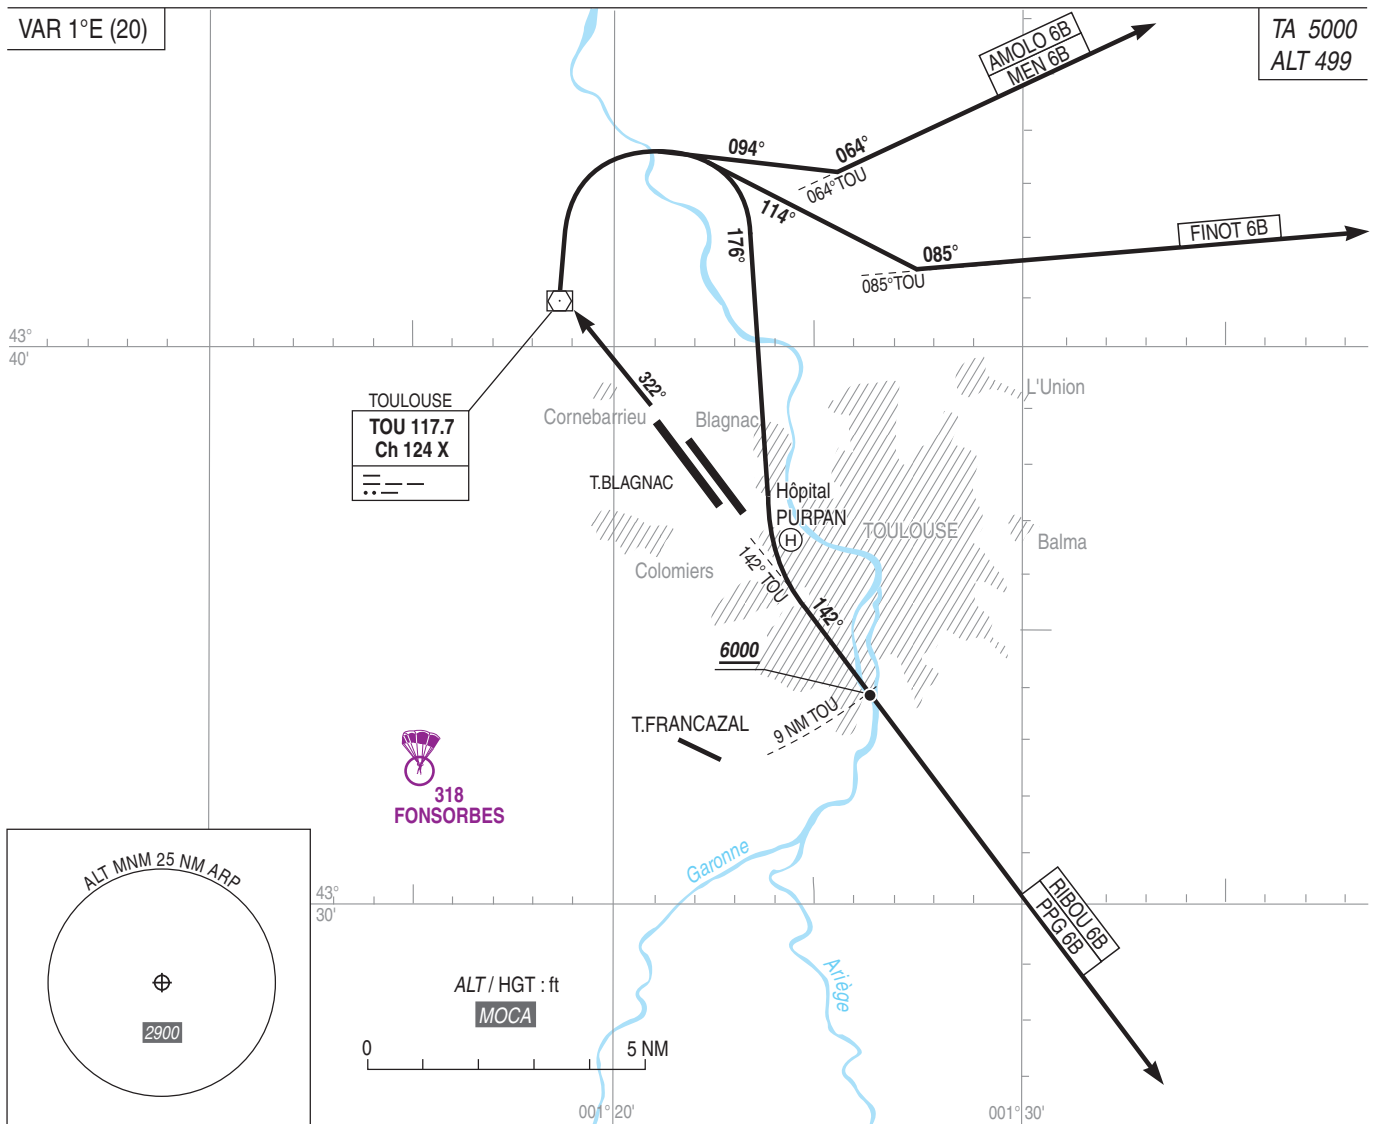 VAR 1°E (20)
TA 5000
ALT 499
AMOLO 6B
MEN 6B
094°
064°
064°TOU
114°
176°
FINOT 6B
085°
085°TOU
43°
40'
322°
TOULOUSE
TOU 117.7
Ch 124 X
Cornebarrieu
Blagnac
L'Union
T.BLAGNAC
Hôpital
PURPAN
H
TOULOUSE
Balma
142° TOU
Colomiers
142°
6000
9 NM TOU
T.FRANCAZAL
318
FONSORBES
Garonne
ALT MNM 25 NM ARP
2900
43°
30'
RIBOU 6B
PPG 6B
Ariège
ALT / HGT : ft
MOCA
0
5 NM
001° 20'
001° 30'